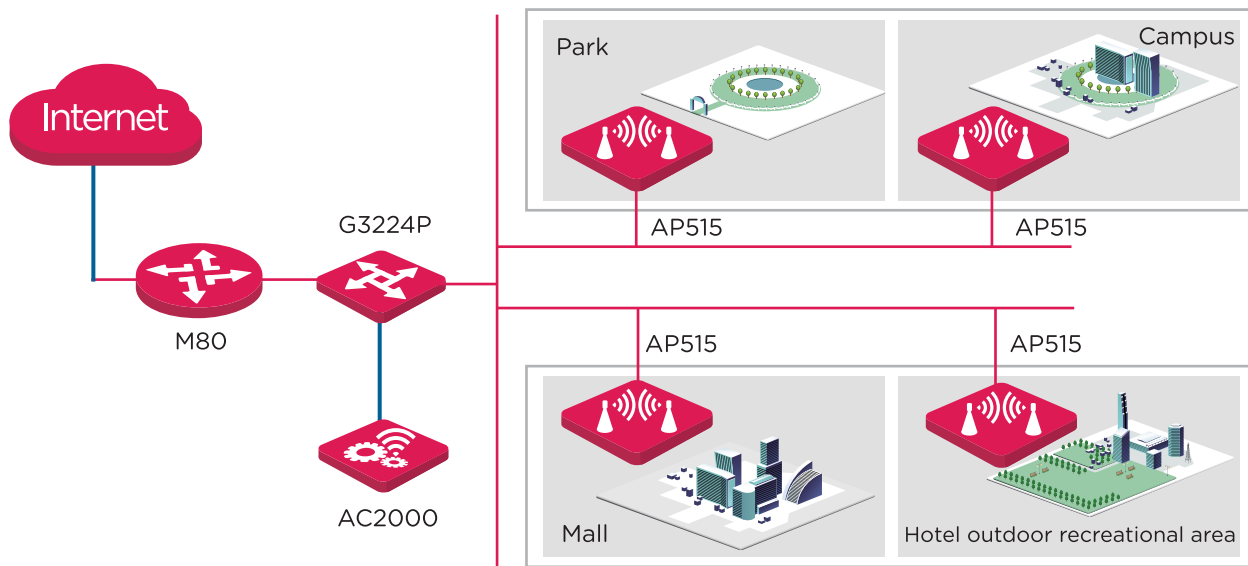 Internet
M80
G3224P
AC2000
Park
AP515
Campus
AP515
AP515
Mall
AP515
Hotel outdoor recreational area